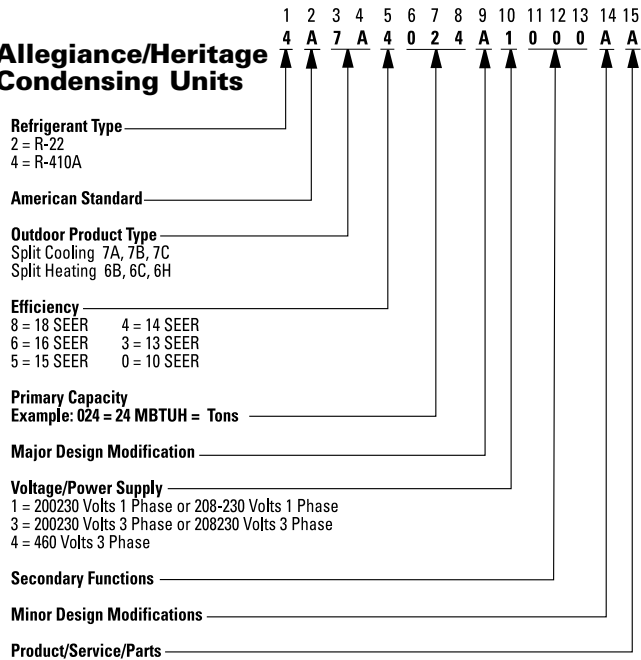 1 2 3 4 5 6 7 8 9 10 11 12 13 14 15
4 A 7 A 4 0 2 4 A 1 0 0 0 A A
Allegiance/Heritage
Condensing Units
Refrigerant Type
2 = R-22
4 = R-410A
American Standard
Outdoor Product Type
Split Cooling 7A, 7B, 7C
Split Heating 6B, 6C, 6H
Efficiency
8 = 18 SEER 4 = 14 SEER
6 = 16 SEER 3 = 13 SEER
5 = 15 SEER 0 = 10 SEER
Primary Capacity
Example: 024 = 24 MBTUH = Tons
Major Design Modification
Voltage/Power Supply
1 = 200230 Volts 1 Phase or 208-230 Volts 1 Phase
3 = 200230 Volts 3 Phase or 208230 Volts 3 Phase
4 = 460 Volts 3 Phase
Secondary Functions
Minor Design Modifications
Product/Service/Parts